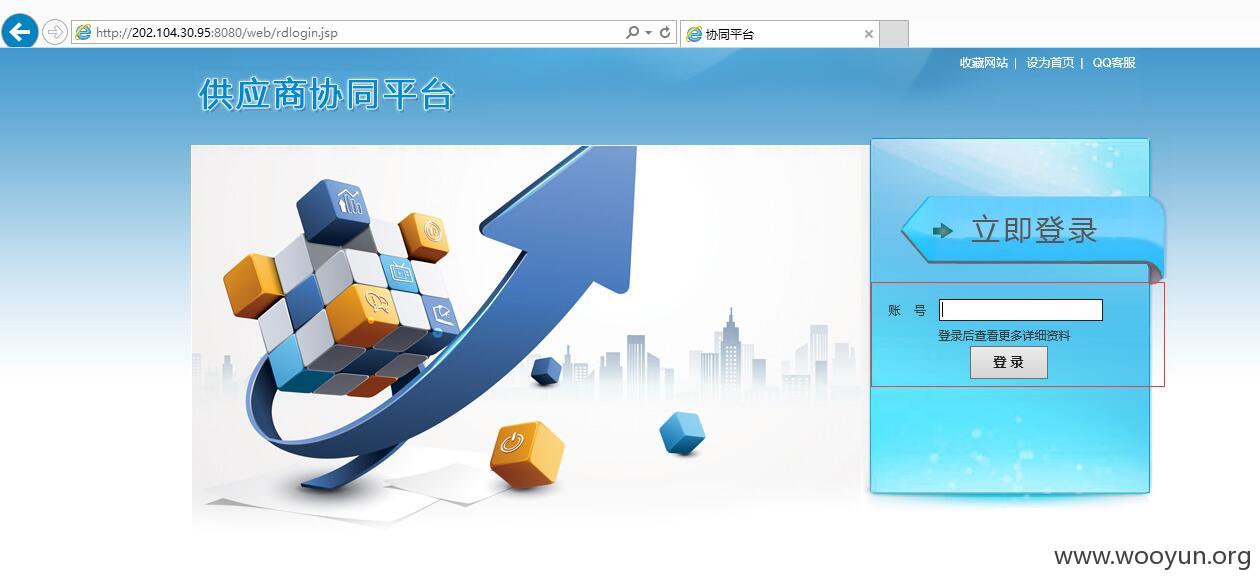 http://202.104.30.95:8080/web/rdlogin.jsp
协同平台
收藏网站 | 设为首页 | QQ客服
供应商协同平台
立即登录
账 号
登录后查看更多详细资料
登 录
www.wooyun.org